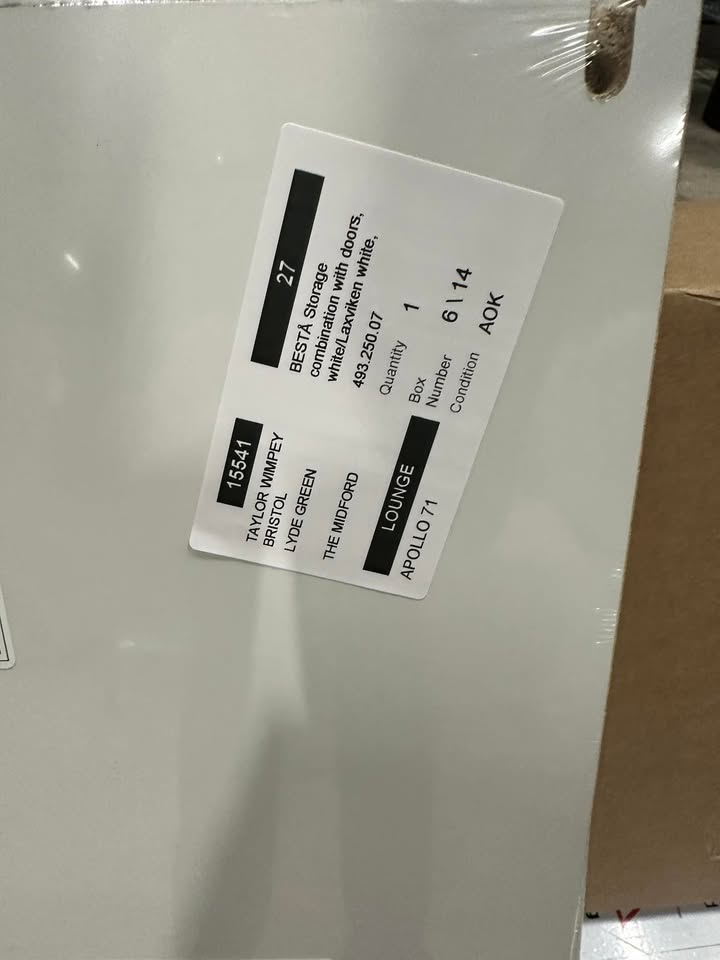 15541
TAYLOR WIMPEY
BRISTOL
LYDE GREEN
THE MIDFORD
LOUNGE
APOLLO 71
27
BESTÅ Storage
combination with doors,
white/Laxviken white,
493.250.07
Quantity 1
Box
Number 6 \ 14
Condition AOK